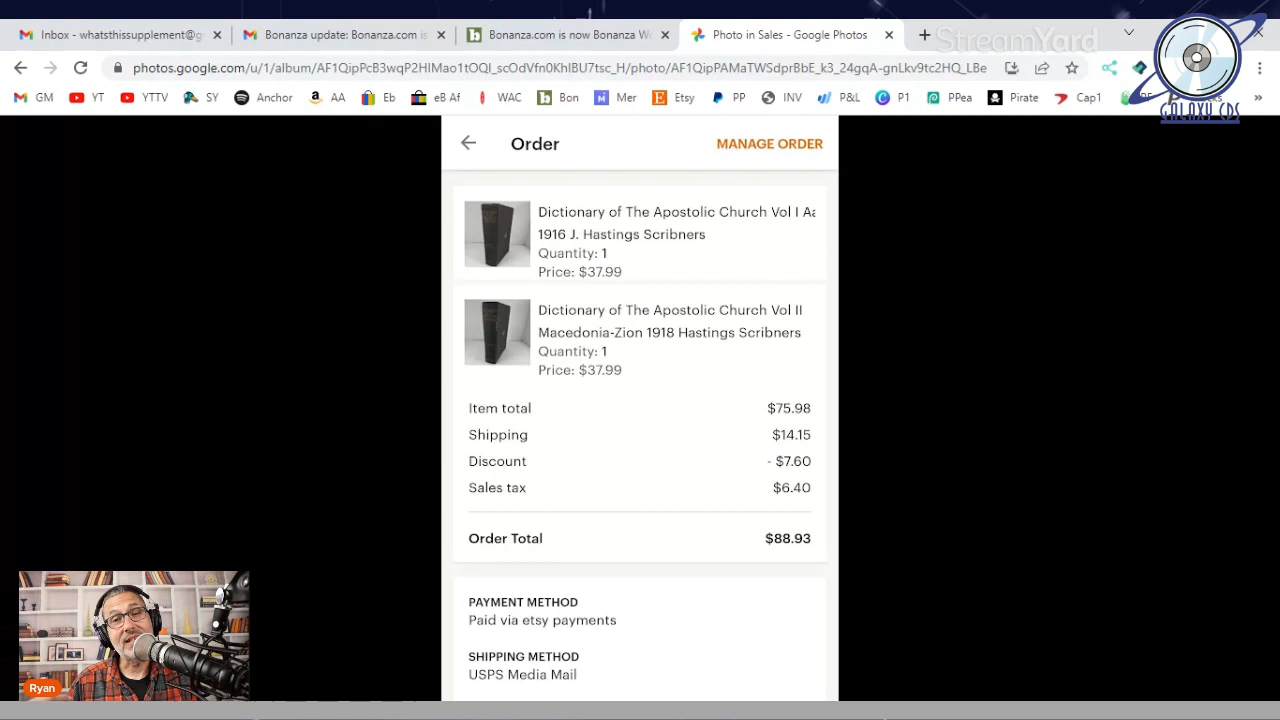 Inbox - whatsthissupplement@g
Bonanza update: Bonanza.com is
Bonanza.com is now Bonanza W
Photo in Sales - Google Photos
StreamYard
photos.google.com/u/1/album/
GM
YT
YTTV
SY
Anchor
AA
Eb
eB Af
WAC
Bon
Mer
Etsy
PP
INV
P&L
P1
PPea
Pirate
Cap1
GALAXY CDS
Order
MANAGE ORDER
Dictionary of The Apostolic Church Vol I Aa
1916 J. Hastings Scribners
Quantity: 1
Price: $37.99
Dictionary of The Apostolic Church Vol II
Macedonia-Zion 1918 Hastings Scribners
Quantity: 1
Price: $37.99
Item total $75.98
Shipping $14.15
Discount - $7.60
Sales tax $6.40
Order Total $88.93
PAYMENT METHOD
Paid via etsy payments
SHIPPING METHOD
USPS Media Mail
Ryan